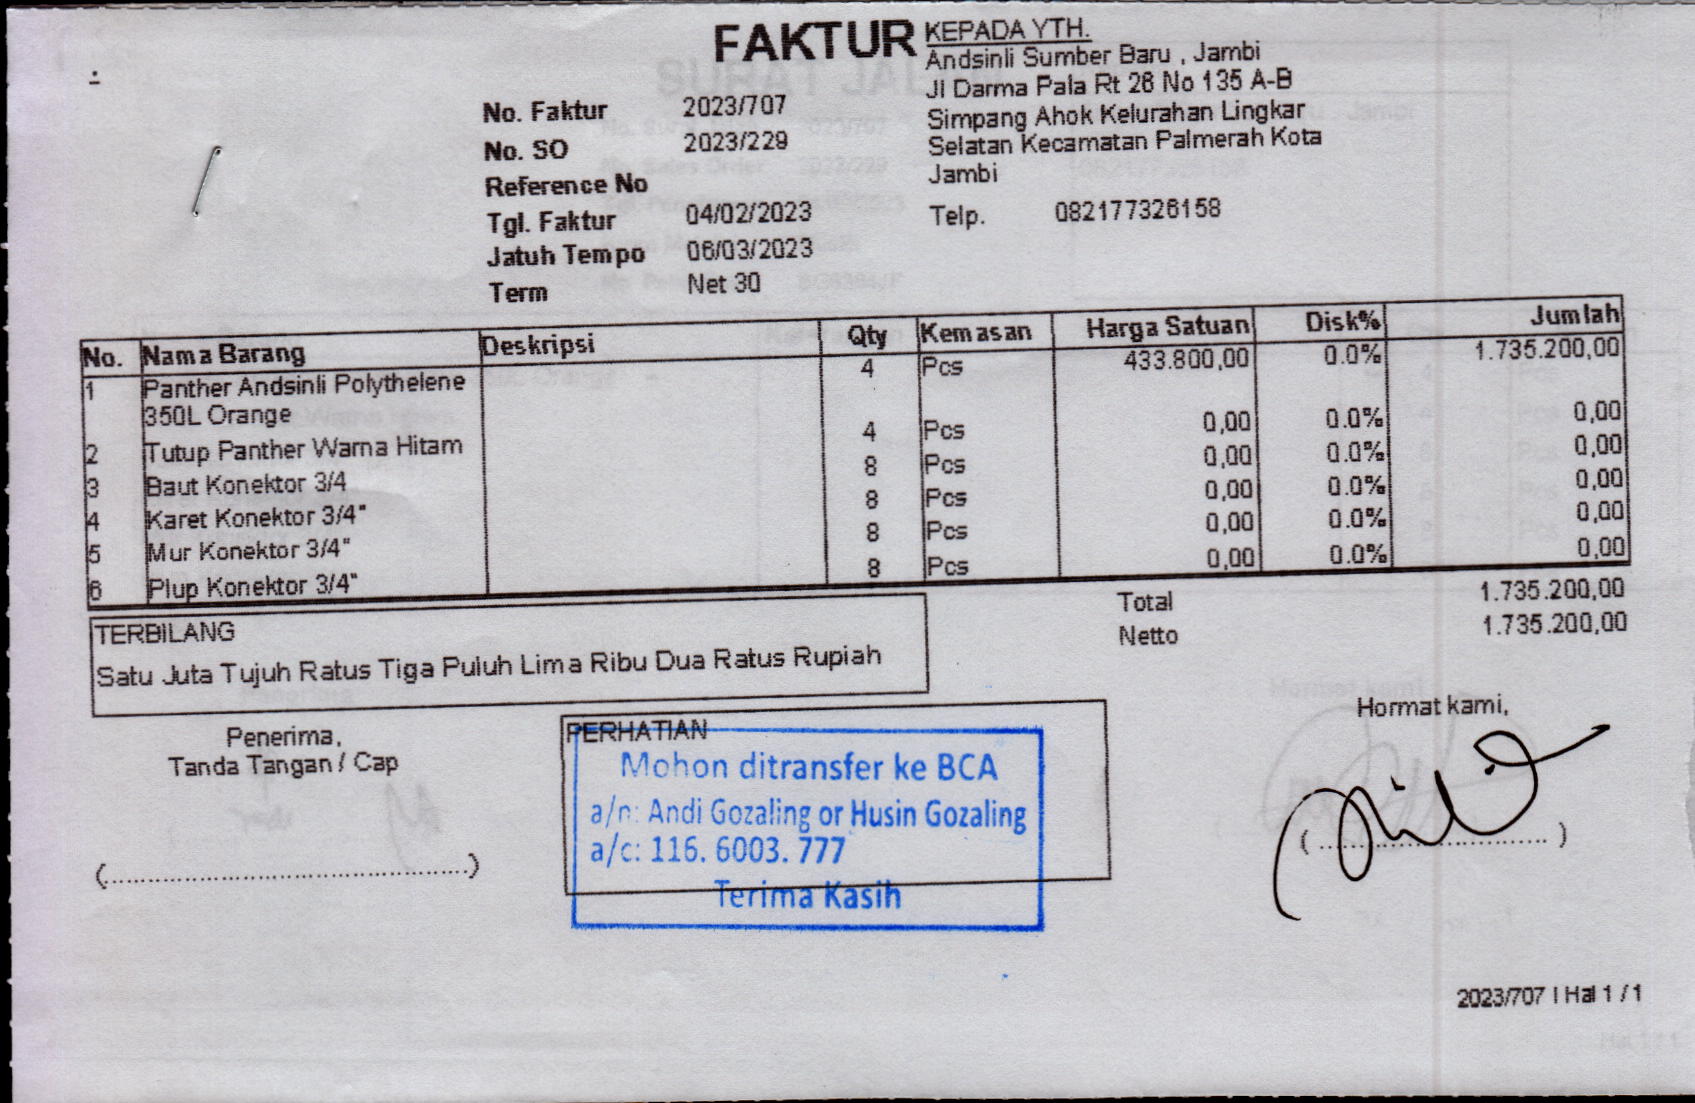 FAKTUR
KEPADA YTH.
Andsinli Sumber Baru , Jambi
Jl Darma Pala Rt 26 No 135 A-B
Simpang Ahok Kelurahan Lingkar
Selatan Kecamatan Palmerah Kota
Jambi
Telp. 082177326158
No. Faktur 2023/707
No. SO 2023/229
Reference No
Tgl. Faktur 04/02/2023
Jatuh Tempo 06/03/2023
Term Net 30
No. Nama Barang Deskripsi Qty Kemasan Harga Satuan Disk% Jumlah
1 Panther Andsinli Polythelene 4 Pcs 433.800,00 0.0% 1.735.200,00
350L Orange
2 Tutup Panther Warna Hitam 4 Pcs 0,00 0.0% 0,00
3 Baut Konektor 3/4 8 Pcs 0,00 0.0% 0,00
4 Karet Konektor 3/4" 8 Pcs 0,00 0.0% 0,00
5 Mur Konektor 3/4" 8 Pcs 0,00 0.0% 0,00
6 Plup Konektor 3/4" 8 Pcs 0,00 0.0% 0,00
Total 1.735.200,00
Netto 1.735.200,00
TERBILANG
Satu Juta Tujuh Ratus Tiga Puluh Lima Ribu Dua Ratus Rupiah
Penerima,
Tanda Tangan / Cap
(................................................)
PERHATIAN
Mohon ditransfer ke BCA
a/n: Andi Gozaling or Husin Gozaling
a/c: 116. 6003. 777
Terima Kasih
Hormat kami,
( .............................. )
2023/707 | Hal 1 / 1